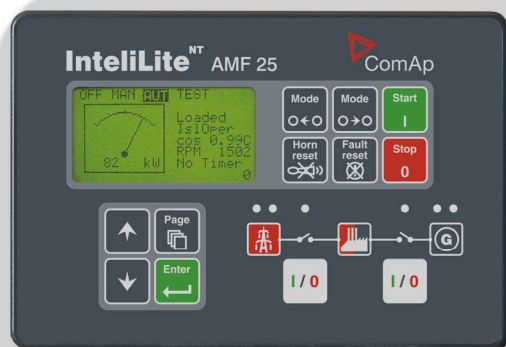 InteliLite NT AMF 25
ComAp
OFF MAN AUT TEST
Loaded
IslOper
cos 0.99C
RPM 1502
No Timer
82 kW
0
Mode
Mode
Start
I
Horn
reset
Fault
reset
Stop
0
Page
Enter
G
I / 0
I / 0